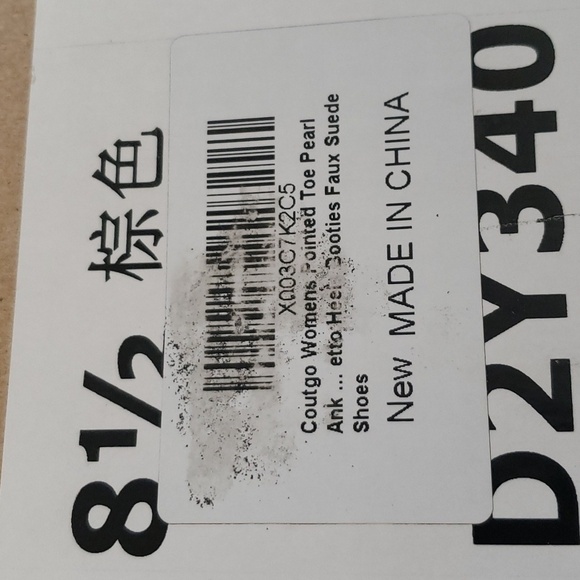 8½ 棕色
X003C7K2C5
Coutgo Womens Pointed Toe Pearl
Ank ... etto Heel Booties Faux Suede
Shoes
New MADE IN CHINA
D2Y340